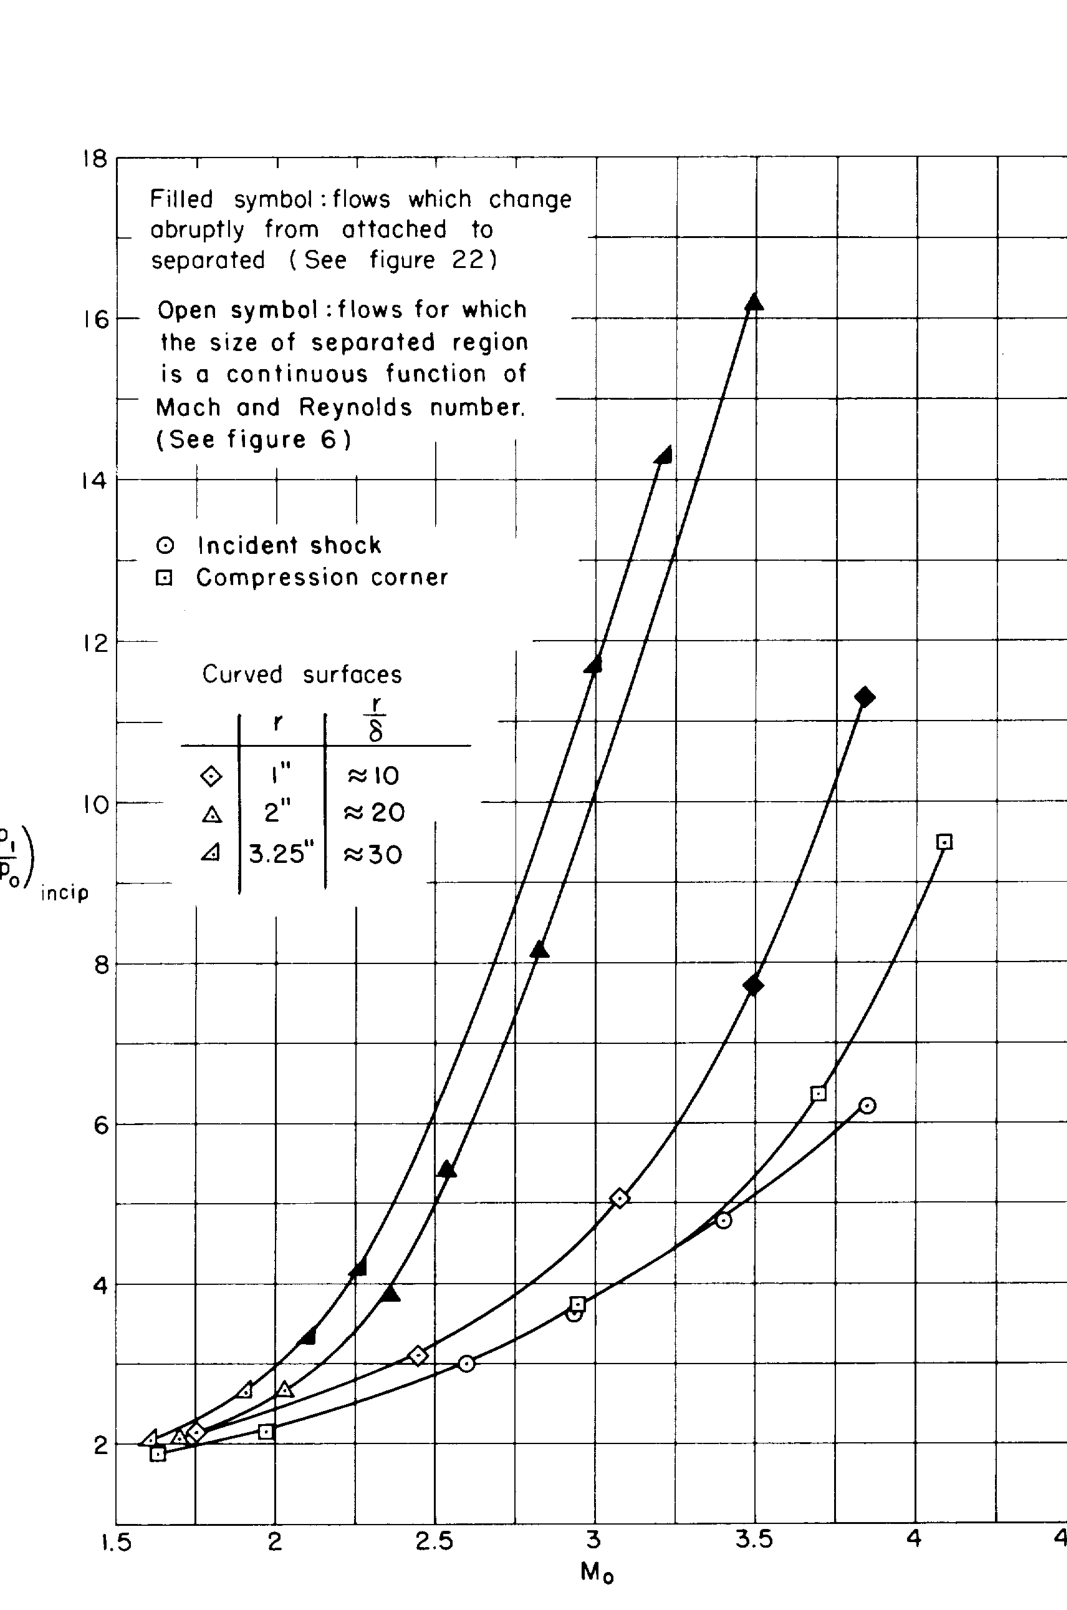 18
Filled symbol : flows which change
abruptly from attached to
separated (See figure 22)
16
Open symbol : flows for which
the size of separated region
is a continuous function of
Mach and Reynolds number.
(See figure 6)
14
Incident shock
Compression corner
12
Curved surfaces
r r/δ
1" ≈10
10
2" ≈20
3.25" ≈30
p1/p0) incip
8
6
4
2
1.5 2 2.5 3 3.5 4
Mo